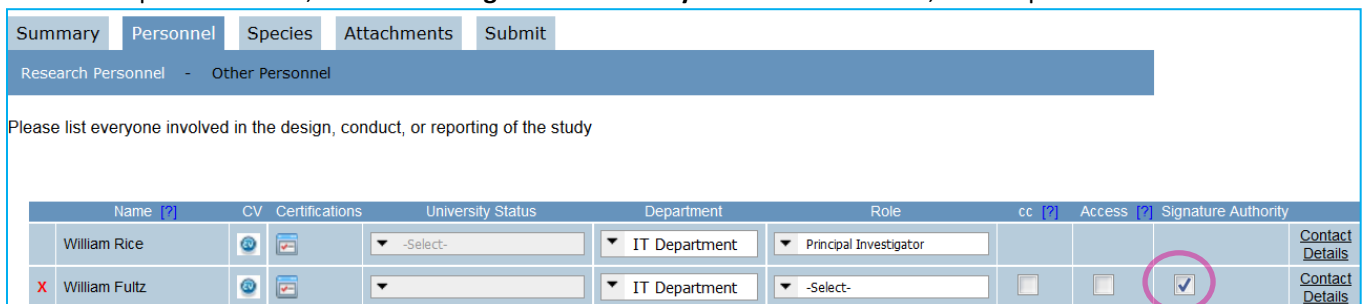 Summary Personnel Species Attachments Submit
Research Personnel - Other Personnel
Please list everyone involved in the design, conduct, or reporting of the study
Name [?] CV Certifications University Status Department Role cc [?] Access [?] Signature Authority
William Rice -Select- IT Department Principal Investigator Contact
Details
X William Fultz IT Department -Select- Contact
Details